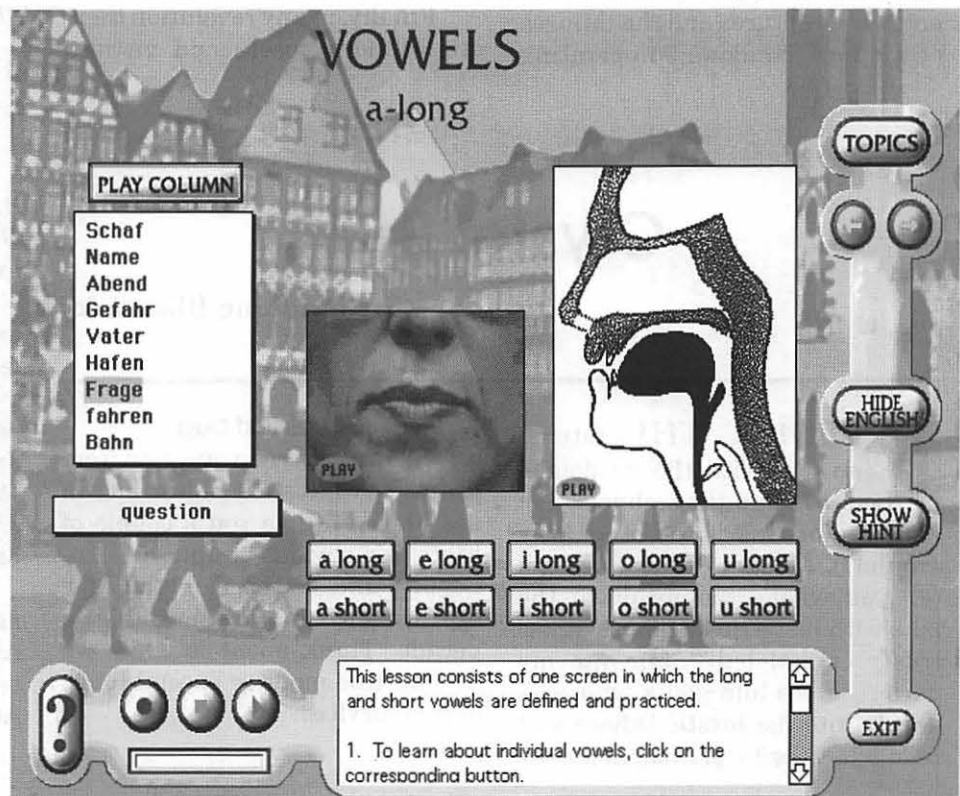 VOWELS
a-long
PLAY COLUMN
Schaf
Name
Abend
Gefahr
Vater
Hafen
Frage
fahren
Bahn
question
PLAY
PLAY
TOPICS
HIDE
ENGLISH
SHOW
HINT
a long
e long
i long
o long
u long
a short
e short
i short
o short
u short
?
This lesson consists of one screen in which the long
and short vowels are defined and practiced.
1. To learn about individual vowels, click on the
corresponding button.
EXIT